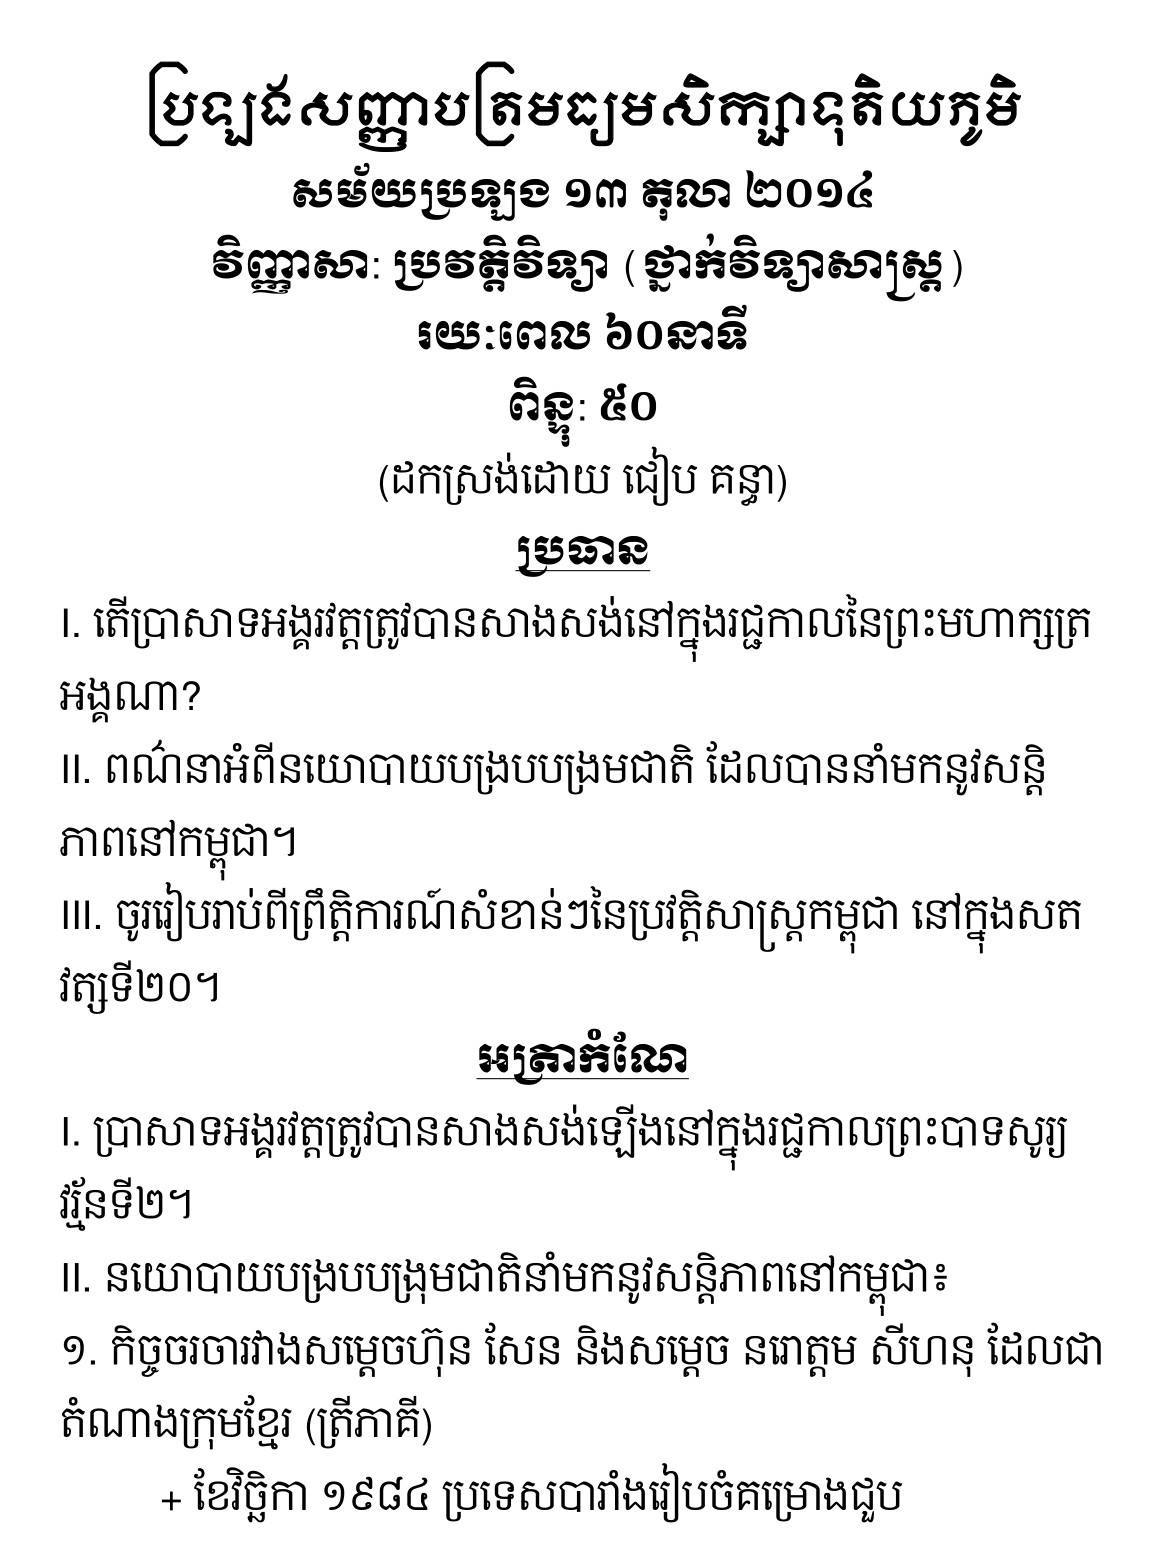 ប្រឡងសញ្ញាបត្រមធ្យមសិក្សាទុតិយភូមិ
សម័យប្រឡង ១៣ តុលា ២០១៤
វិញ្ញាសា: ប្រវត្តិវិទ្យា (ថ្នាក់វិទ្យាសាស្ត្រ)
រយៈពេល ៦០នាទី
ពិន្ទុ: ៥០
(ដកស្រង់ដោយ ជៀប គន្ធា)
ប្រធាន
I. តើប្រាសាទអង្គរវត្តត្រូវបានសាងសង់នៅក្នុងរជ្ជកាលនៃព្រះមហាក្សត្រ
អង្គណា?
II. ពណ៌នាអំពីនយោបាយបង្រប​បង្រមជាតិ ដែលបាននាំមកនូវសន្តិ
ភាពនៅកម្ពុជា។
III. ចូររៀបរាប់ពីព្រឹត្តិការណ៍សំខាន់ៗនៃប្រវត្តិសាស្ត្រកម្ពុជា នៅក្នុងសត
វត្សទី២០។
អត្រាកំណែ
I. ប្រាសាទអង្គរវត្តត្រូវបានសាងសង់ឡើងនៅក្នុងរជ្ជកាលព្រះបាទសូរ្យ
វរ្ម័នទី២។
II. នយោបាយបង្របបង្រុមជាតិនាំមកនូវសន្តិភាពនៅកម្ពុជា៖
១. កិច្ចចរចារវាងសម្ដេចហ៊ុន សែន និងសម្ដេច នរោត្តម សីហនុ ដែលជា
តំណាងក្រុមខ្មែរ (ត្រីភាគី)
+ ខែវិច្ឆិកា ១៩៨៤ ប្រទេសបារាំងរៀបចំគម្រោងជួប